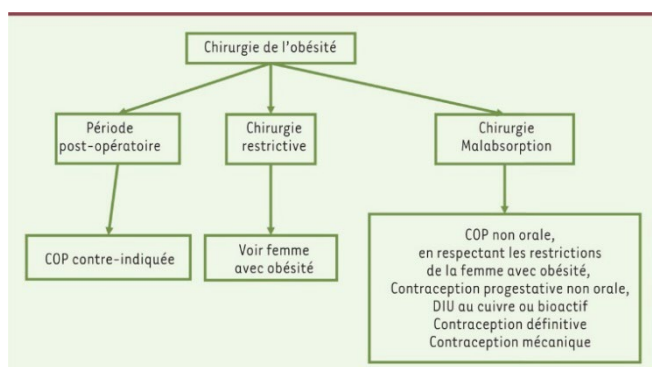 Chirurgie de l'obésité
Période
post-opératoire
Chirurgie
restrictive
Chirurgie
Malabsorption
COP contre-indiquée
Voir femme
avec obésité
COP non orale,
en respectant les restrictions
de la femme avec obésité,
Contraception progestative non orale,
DIU au cuivre ou bioactif
Contraception définitive
Contraception mécanique